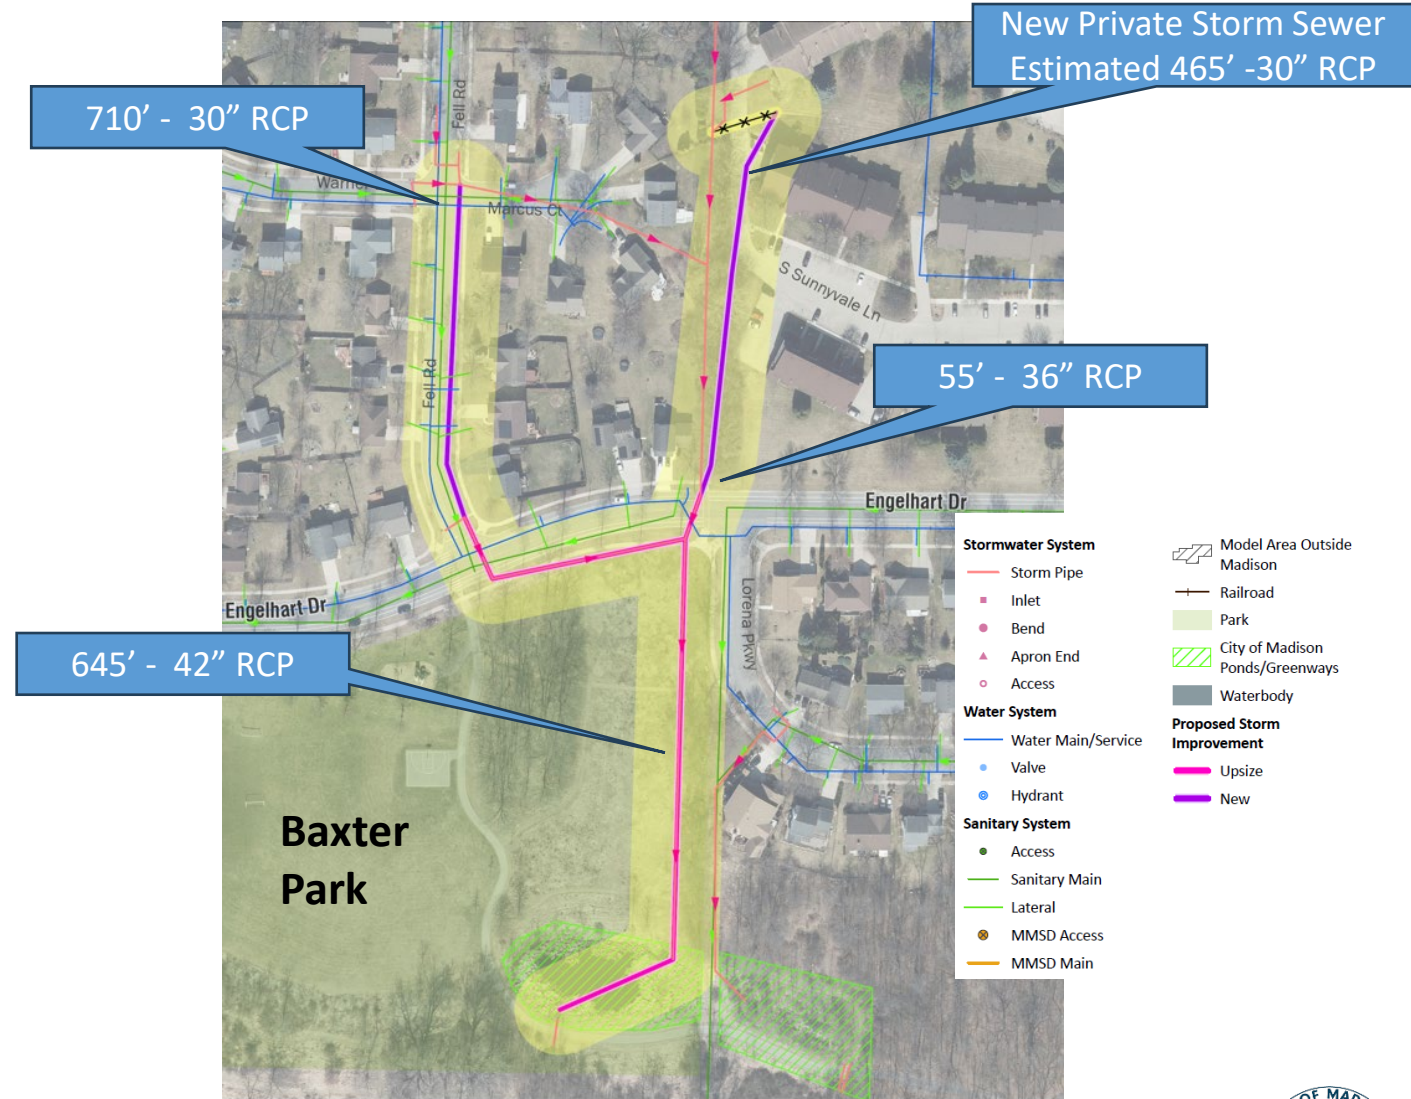 New Private Storm Sewer
Estimated 465’ -30” RCP
710’ - 30” RCP
Fell Rd
Marcus Ct
S Sunnyvale Ln
Fell Rd
55’ - 36” RCP
Engelhart Dr
Engelhart Dr
Lorena Pkwy
645’ - 42” RCP
Baxter
Park
Stormwater System
Storm Pipe
Inlet
Bend
Apron End
Access
Water System
Water Main/Service
Valve
Hydrant
Sanitary System
Access
Sanitary Main
Lateral
MMSD Access
MMSD Main
Model Area Outside
Madison
Railroad
Park
City of Madison
Ponds/Greenways
Waterbody
Proposed Storm
Improvement
Upsize
New